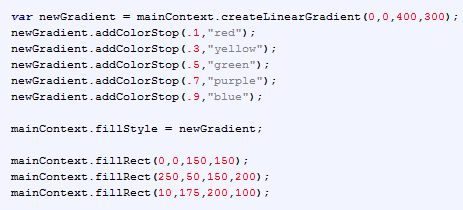 var newGradient = mainContext.createLinearGradient(0,0,400,300);
newGradient.addColorStop(.1,"red");
newGradient.addColorStop(.3,"yellow");
newGradient.addColorStop(.5,"green");
newGradient.addColorStop(.7,"purple");
newGradient.addColorStop(.9,"blue");
mainContext.fillStyle = newGradient;
mainContext.fillRect(0,0,150,150);
mainContext.fillRect(250,50,150,200);
mainContext.fillRect(10,175,200,100);